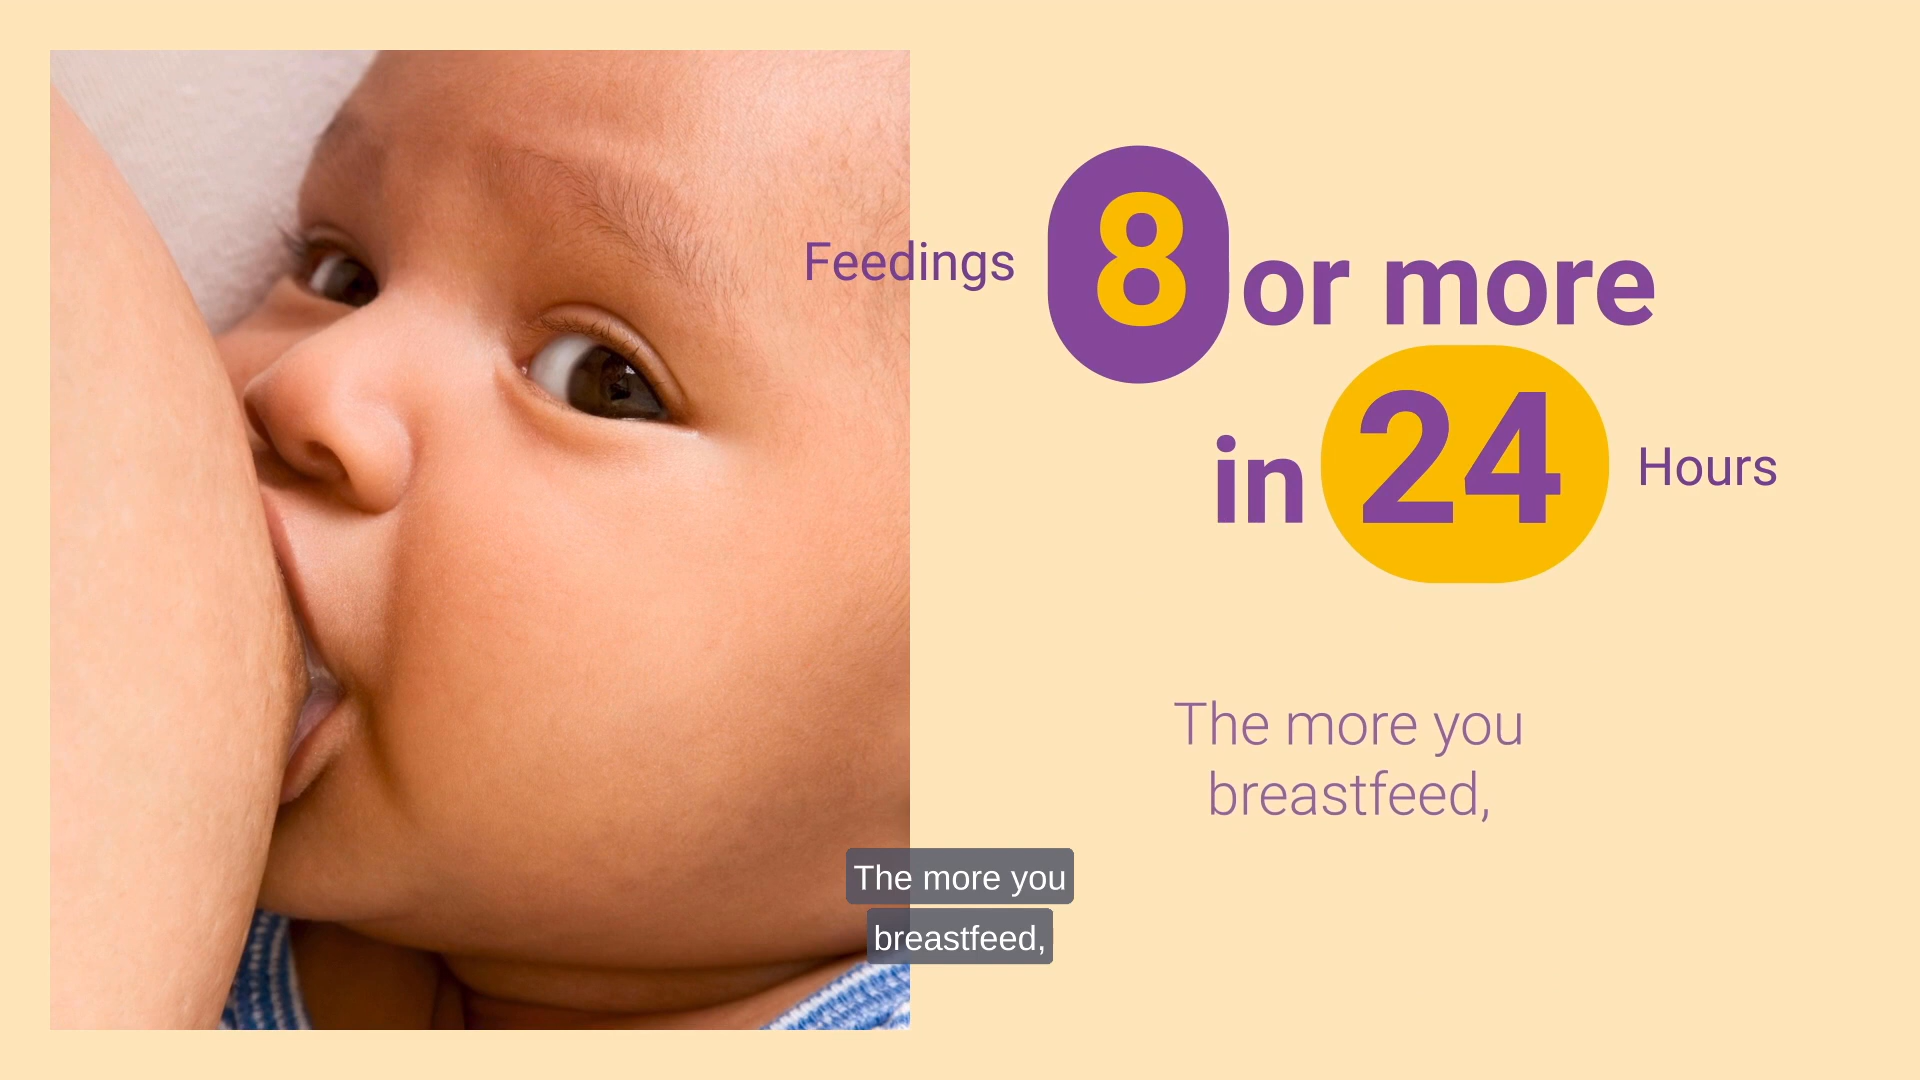 Feedings 8 or more
in 24 Hours
The more you
breastfeed,
The more you
breastfeed,